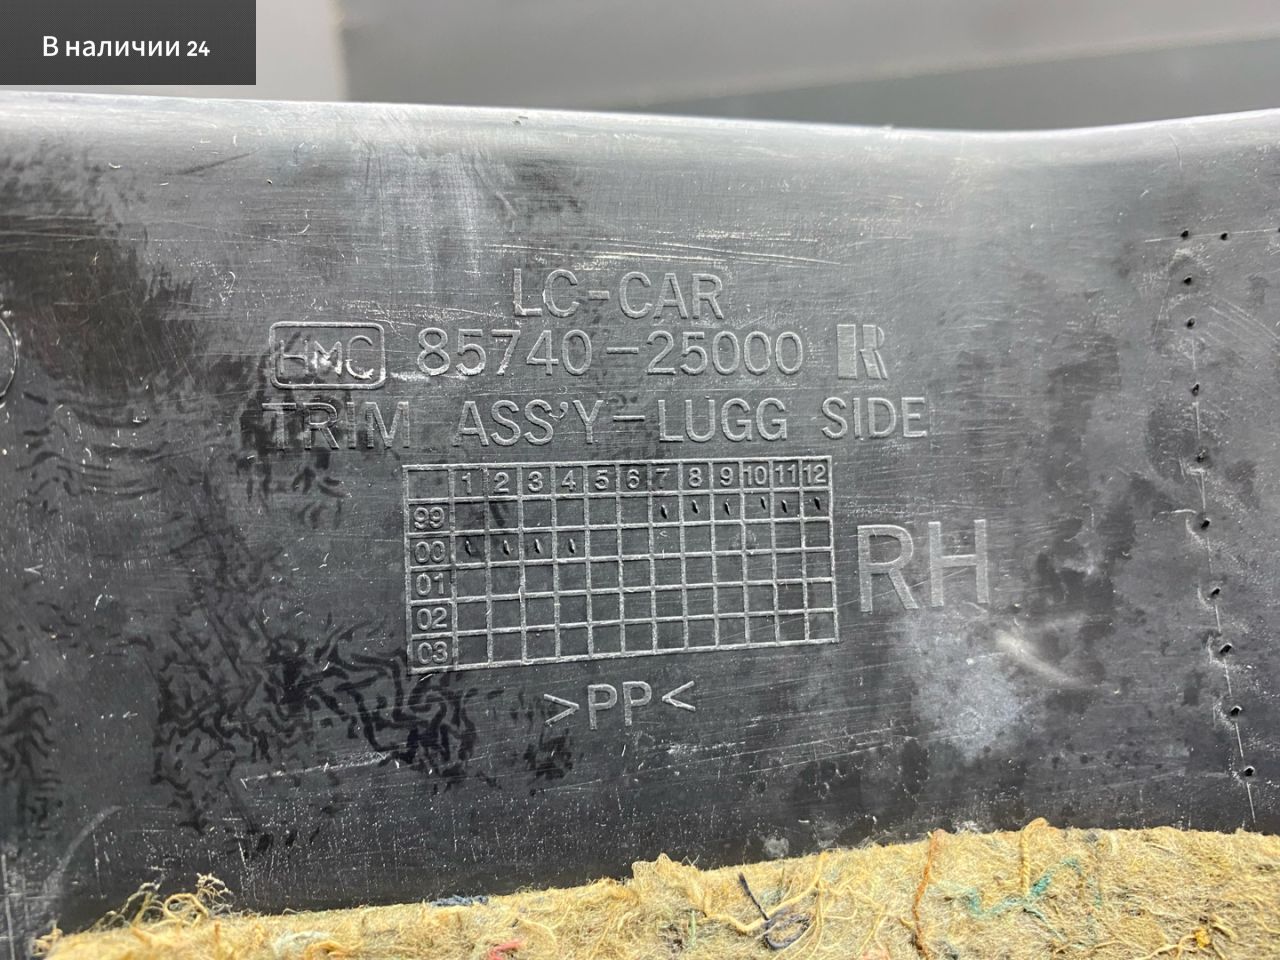 В наличии 24
LC-CAR
HMC 85740-25000 R
TRIM ASS'Y-LUGG SIDE
1 2 3 4 5 6 7 8 9 10 11 12
99
00
01
02
03
RH
>PP<